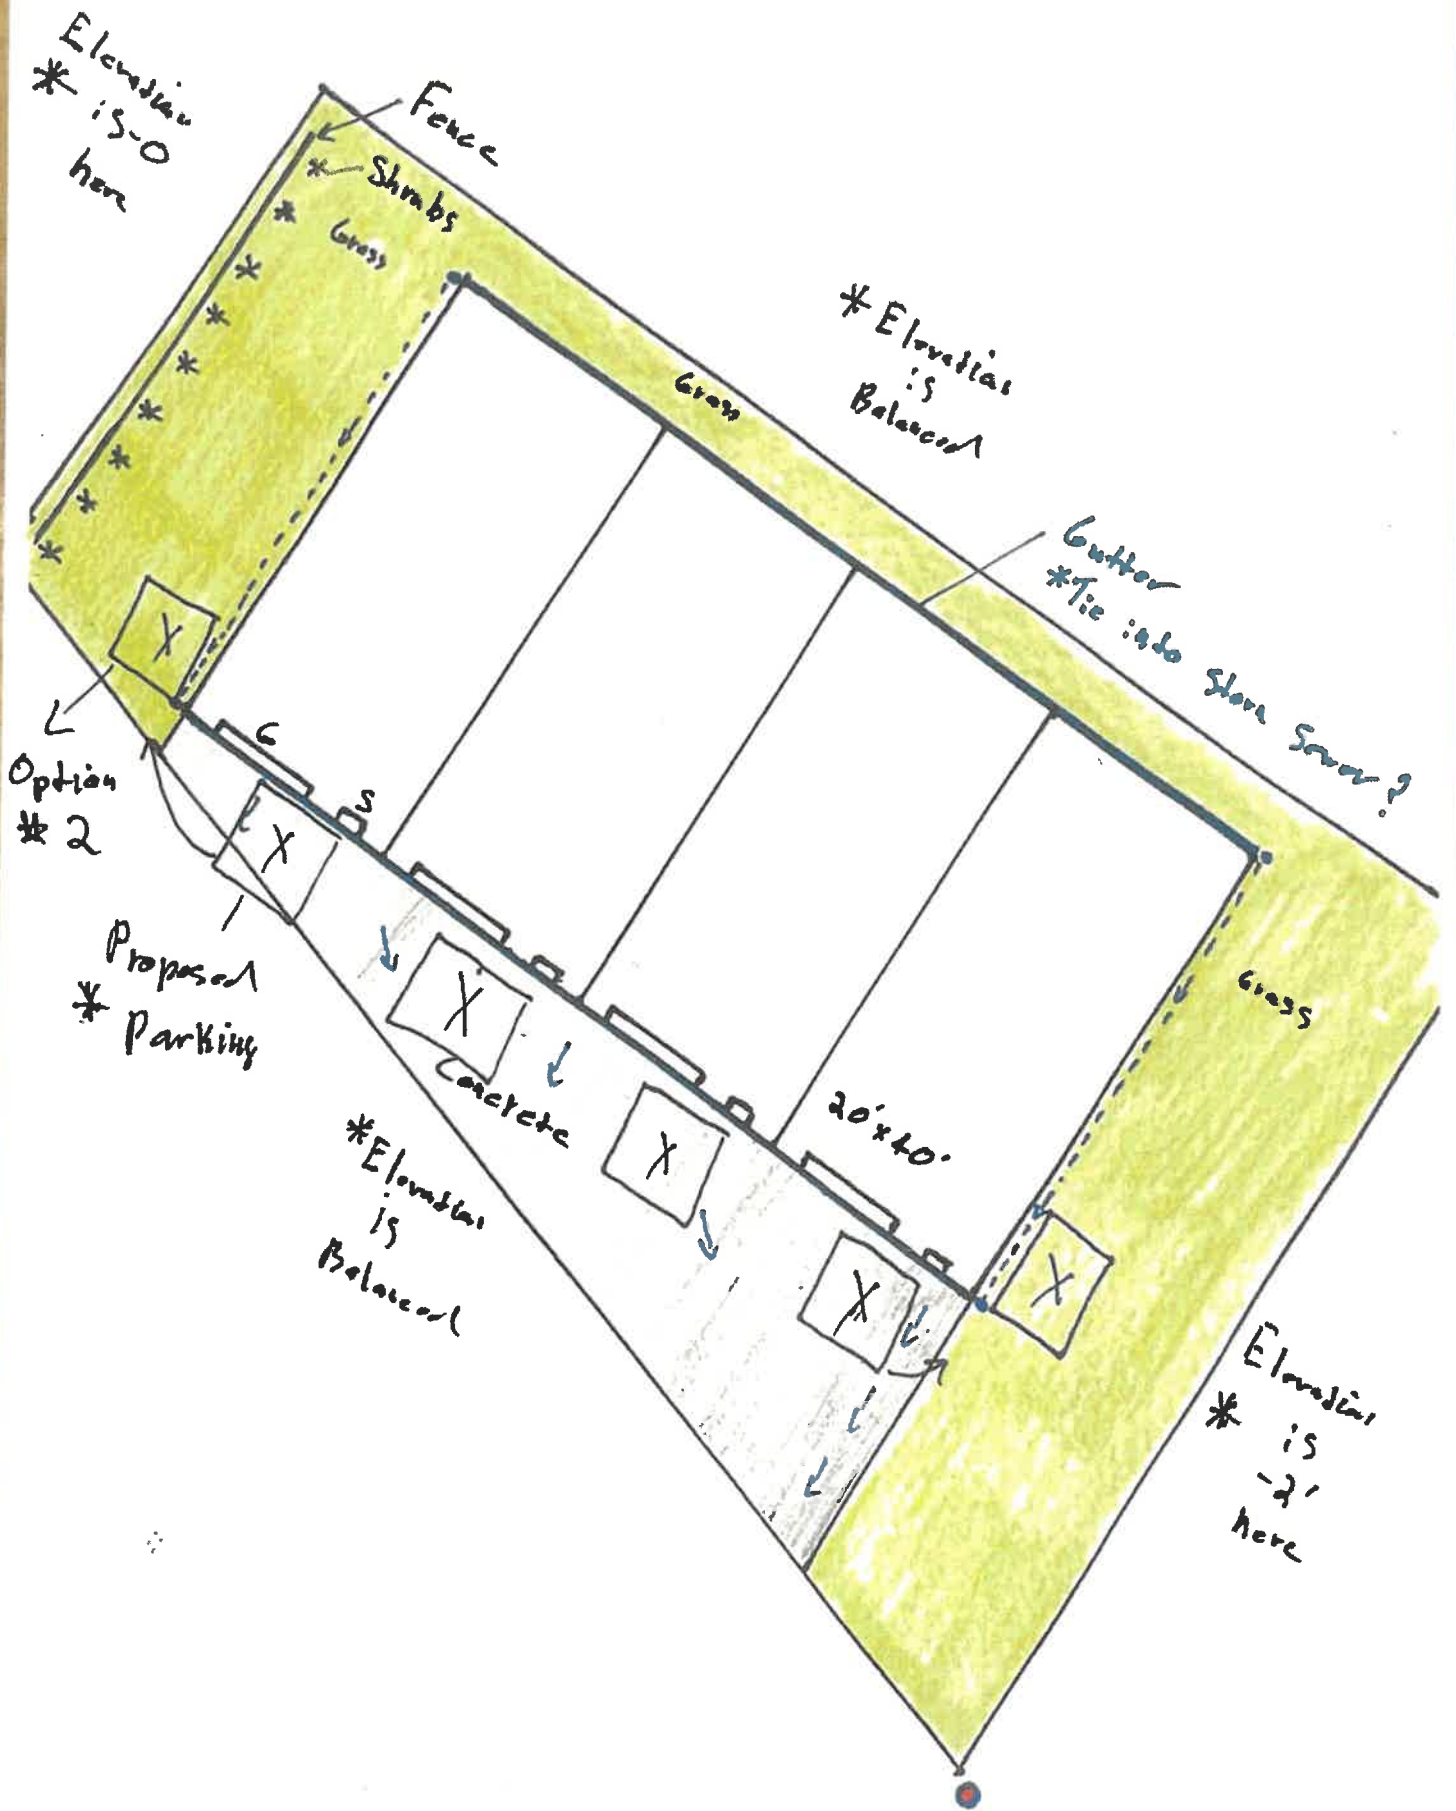 Elevation
* is-0
here
Fence
Shrubs
Grass
* Elevation
is
Balanced
Grass
Gutter
*Tie into Storm Sewer?
Option
# 2
G
S
X
X
Proposed
* Parking
X
Concrete
*Elevation
is
Balanced
X
20'x40'
X
X
Grass
Elevation
* is
-2'
here